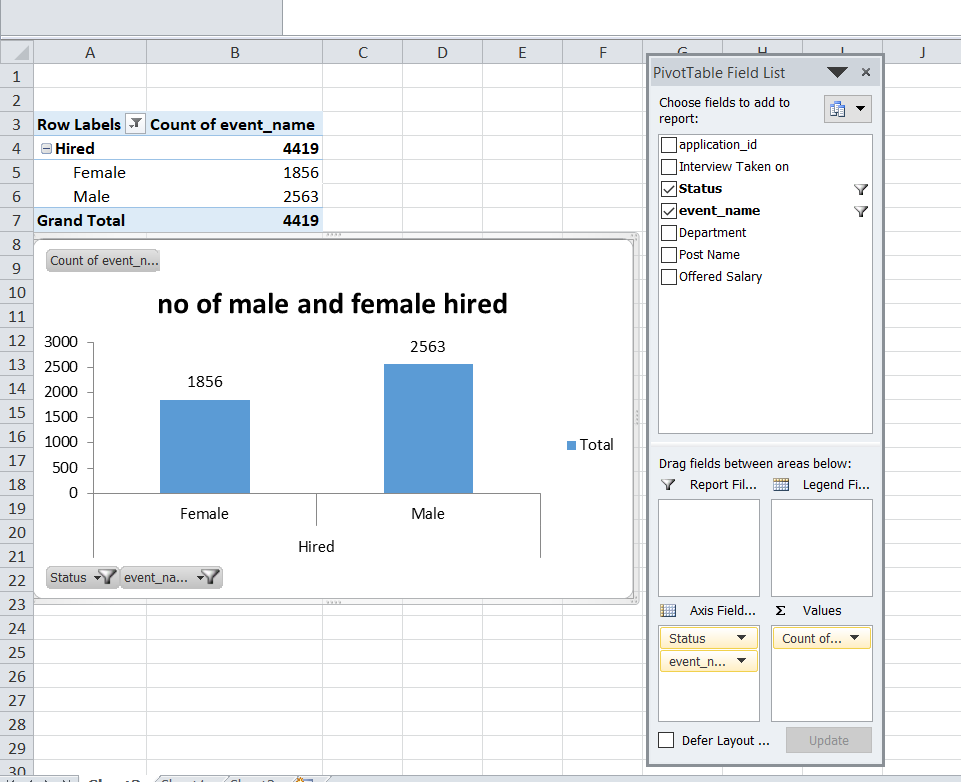 A B C D E F G H I J
PivotTable Field List
1
2
3 Row Labels Count of event_name
4 Hired 4419
5 Female 1856
6 Male 2563
7 Grand Total 4419
8
9
10
11
12
13
14
15
16
17
18
19
20
21
22
23
24
25
26
27
28
29
30
Count of event_n...
no of male and female hired
3000
2500
2000
1500
1000
500
0
1856
2563
Total
Female Male
Hired
Status event_na...
Choose fields to add to
report:
application_id
Interview Taken on
Status
event_name
Department
Post Name
Offered Salary
Drag fields between areas below:
Report Fil... Legend Fi...
Axis Field... Σ Values
Status Count of...
event_n...
Defer Layout ... Update